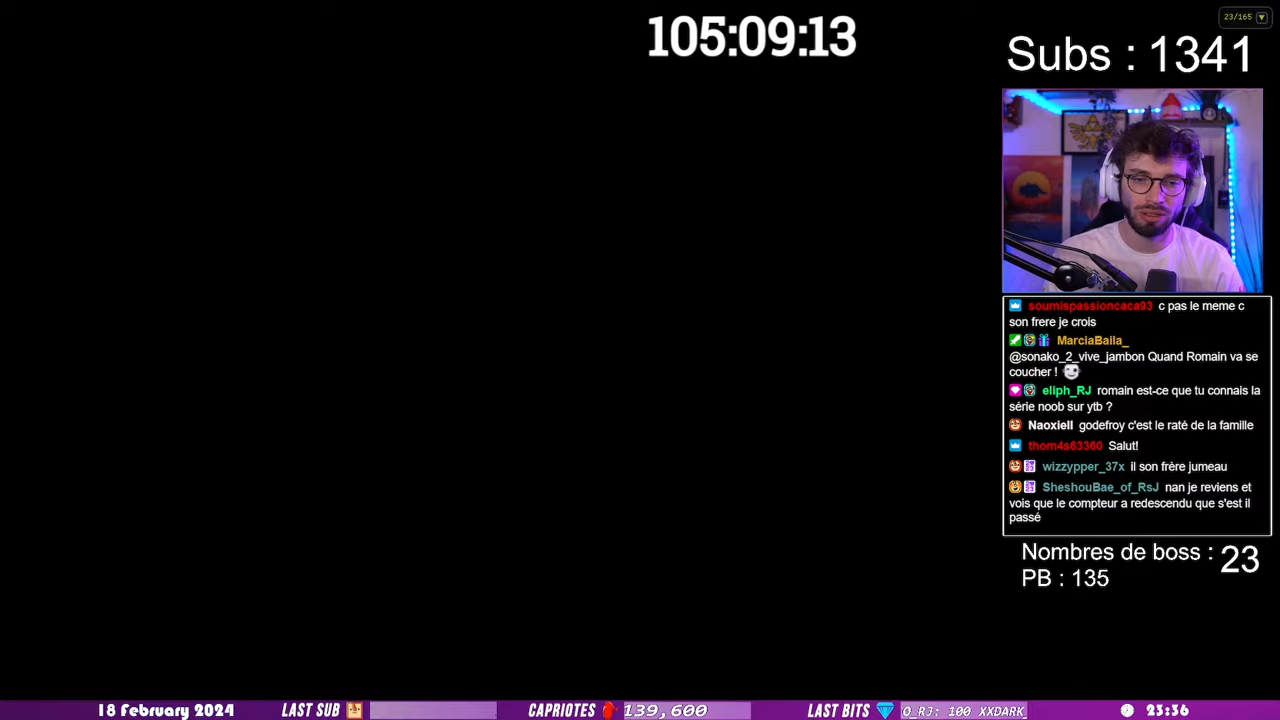 105:09:13
23/165
Subs : 1341
soumispassioncaca93 c pas le meme c
son frere je crois
MarciaBaila_
@sonako_2_vive_jambon Quand Romain va se
coucher !
eliph_RJ romain est-ce que tu connais la
série noob sur ytb ?
Naoxiell godefroy c'est le raté de la famille
thom4s63360 Salut!
wizzypper_37x il son frère jumeau
SheshouBae_of_RsJ nan je reviens et
vois que le compteur a redescendu que s'est il
passé
Nombres de boss : 23
PB : 135
18 February 2024 LAST SUB CAPRIOTES 139,600 LAST BITS O_RJ: 100 XXDARK_ 23:36